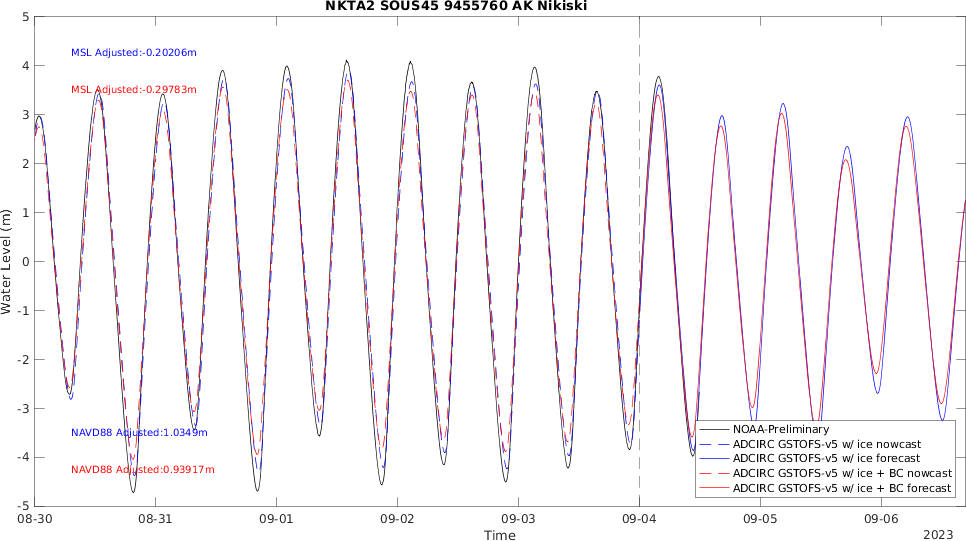 NKTA2 SOUS45 9455760 AK Nikiski
5
4
3
2
1
0
-1
-2
-3
-4
-5
Water Level (m)
MSL Adjusted:-0.20206m
MSL Adjusted:-0.29783m
NAVD88 Adjusted:1.0349m
NAVD88 Adjusted:0.93917m
NOAA-Preliminary
ADCIRC GSTOFS-v5 w/ ice nowcast
ADCIRC GSTOFS-v5 w/ ice forecast
ADCIRC GSTOFS-v5 w/ ice + BC nowcast
ADCIRC GSTOFS-v5 w/ ice + BC forecast
08-30 08-31 09-01 09-02 09-03 09-04 09-05 09-06
Time
2023